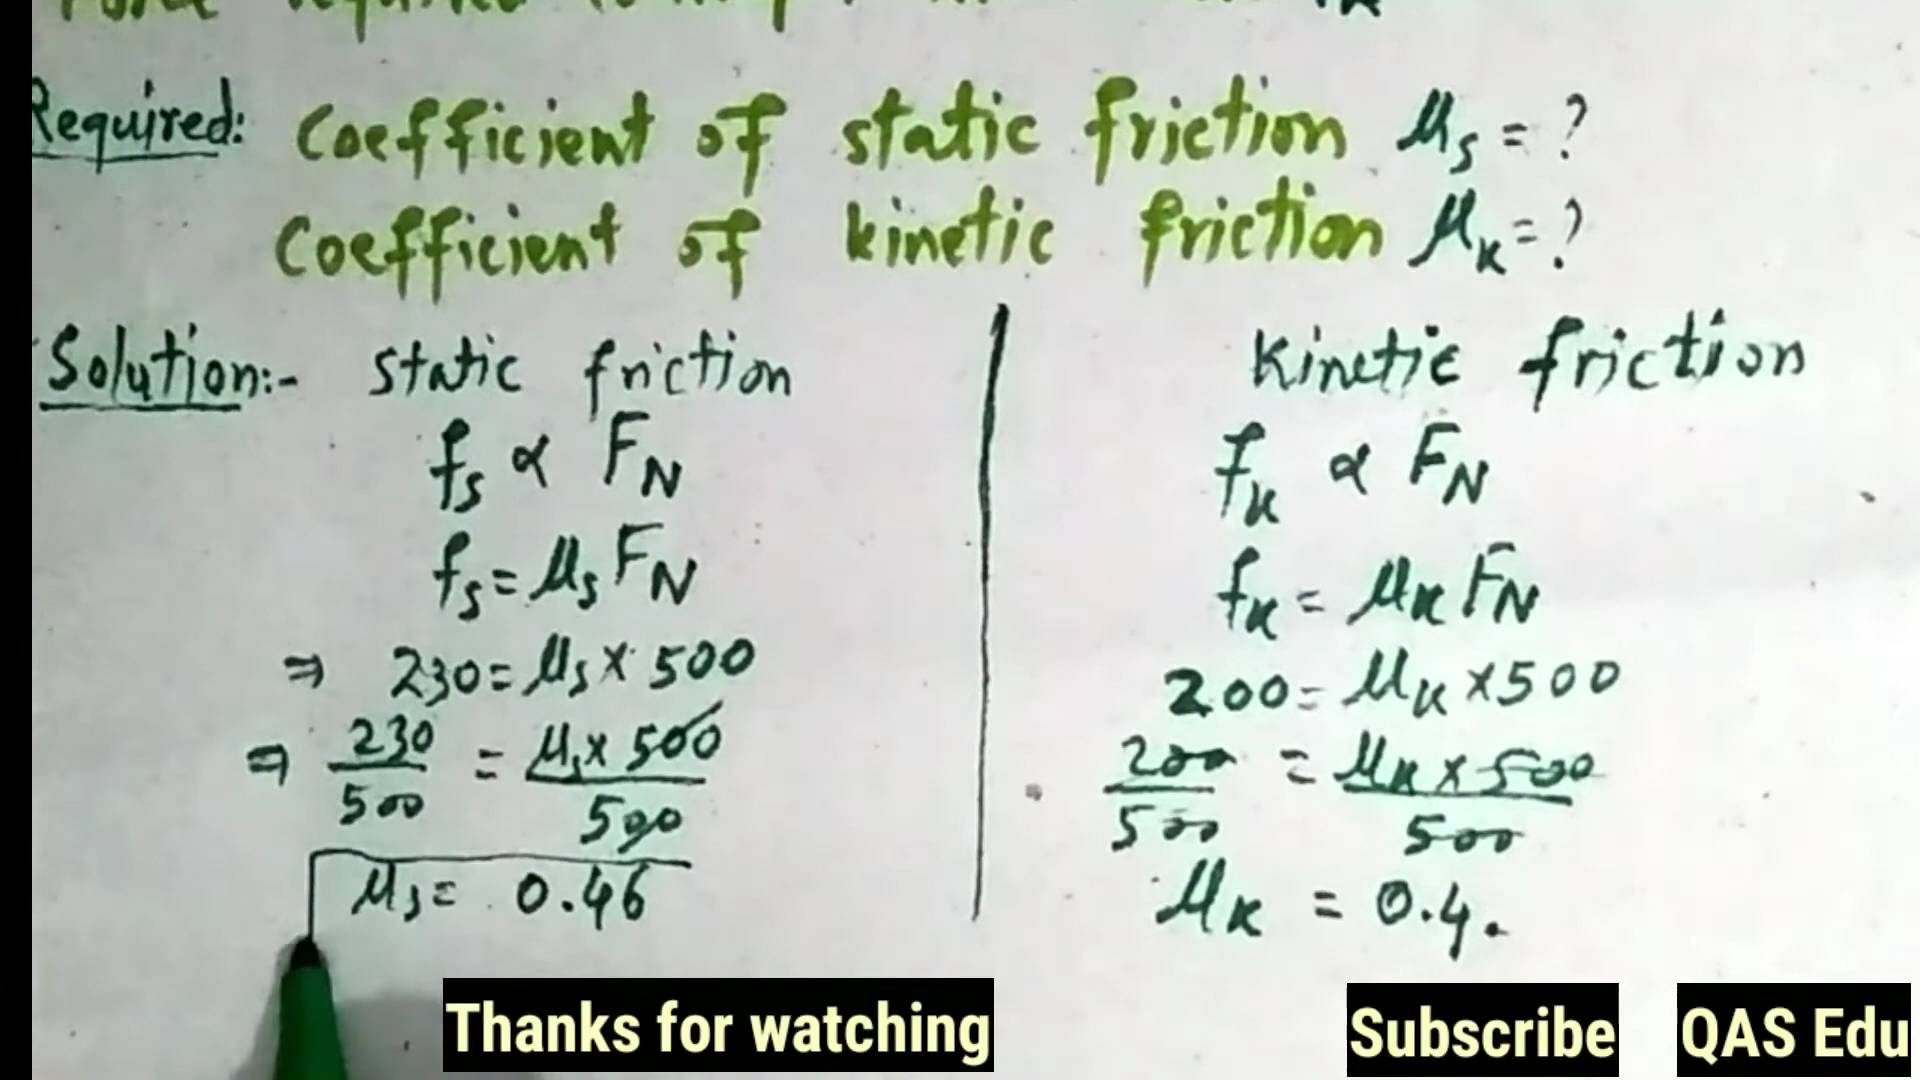 Required: Coefficient of static friction μs = ?
Coefficient of kinetic friction μK = ?
Solution:- static friction
fs ∝ FN
fs = μs FN
⇒ 230 = μs × 500
⇒ 230/500 = μs × 500/500
μs = 0.46
Kinetic friction
fK ∝ FN
fK = μK FN
200 = μK × 500
200/500 = μK × 500/500
μK = 0.4.
Thanks for watching
Subscribe
QAS Edu